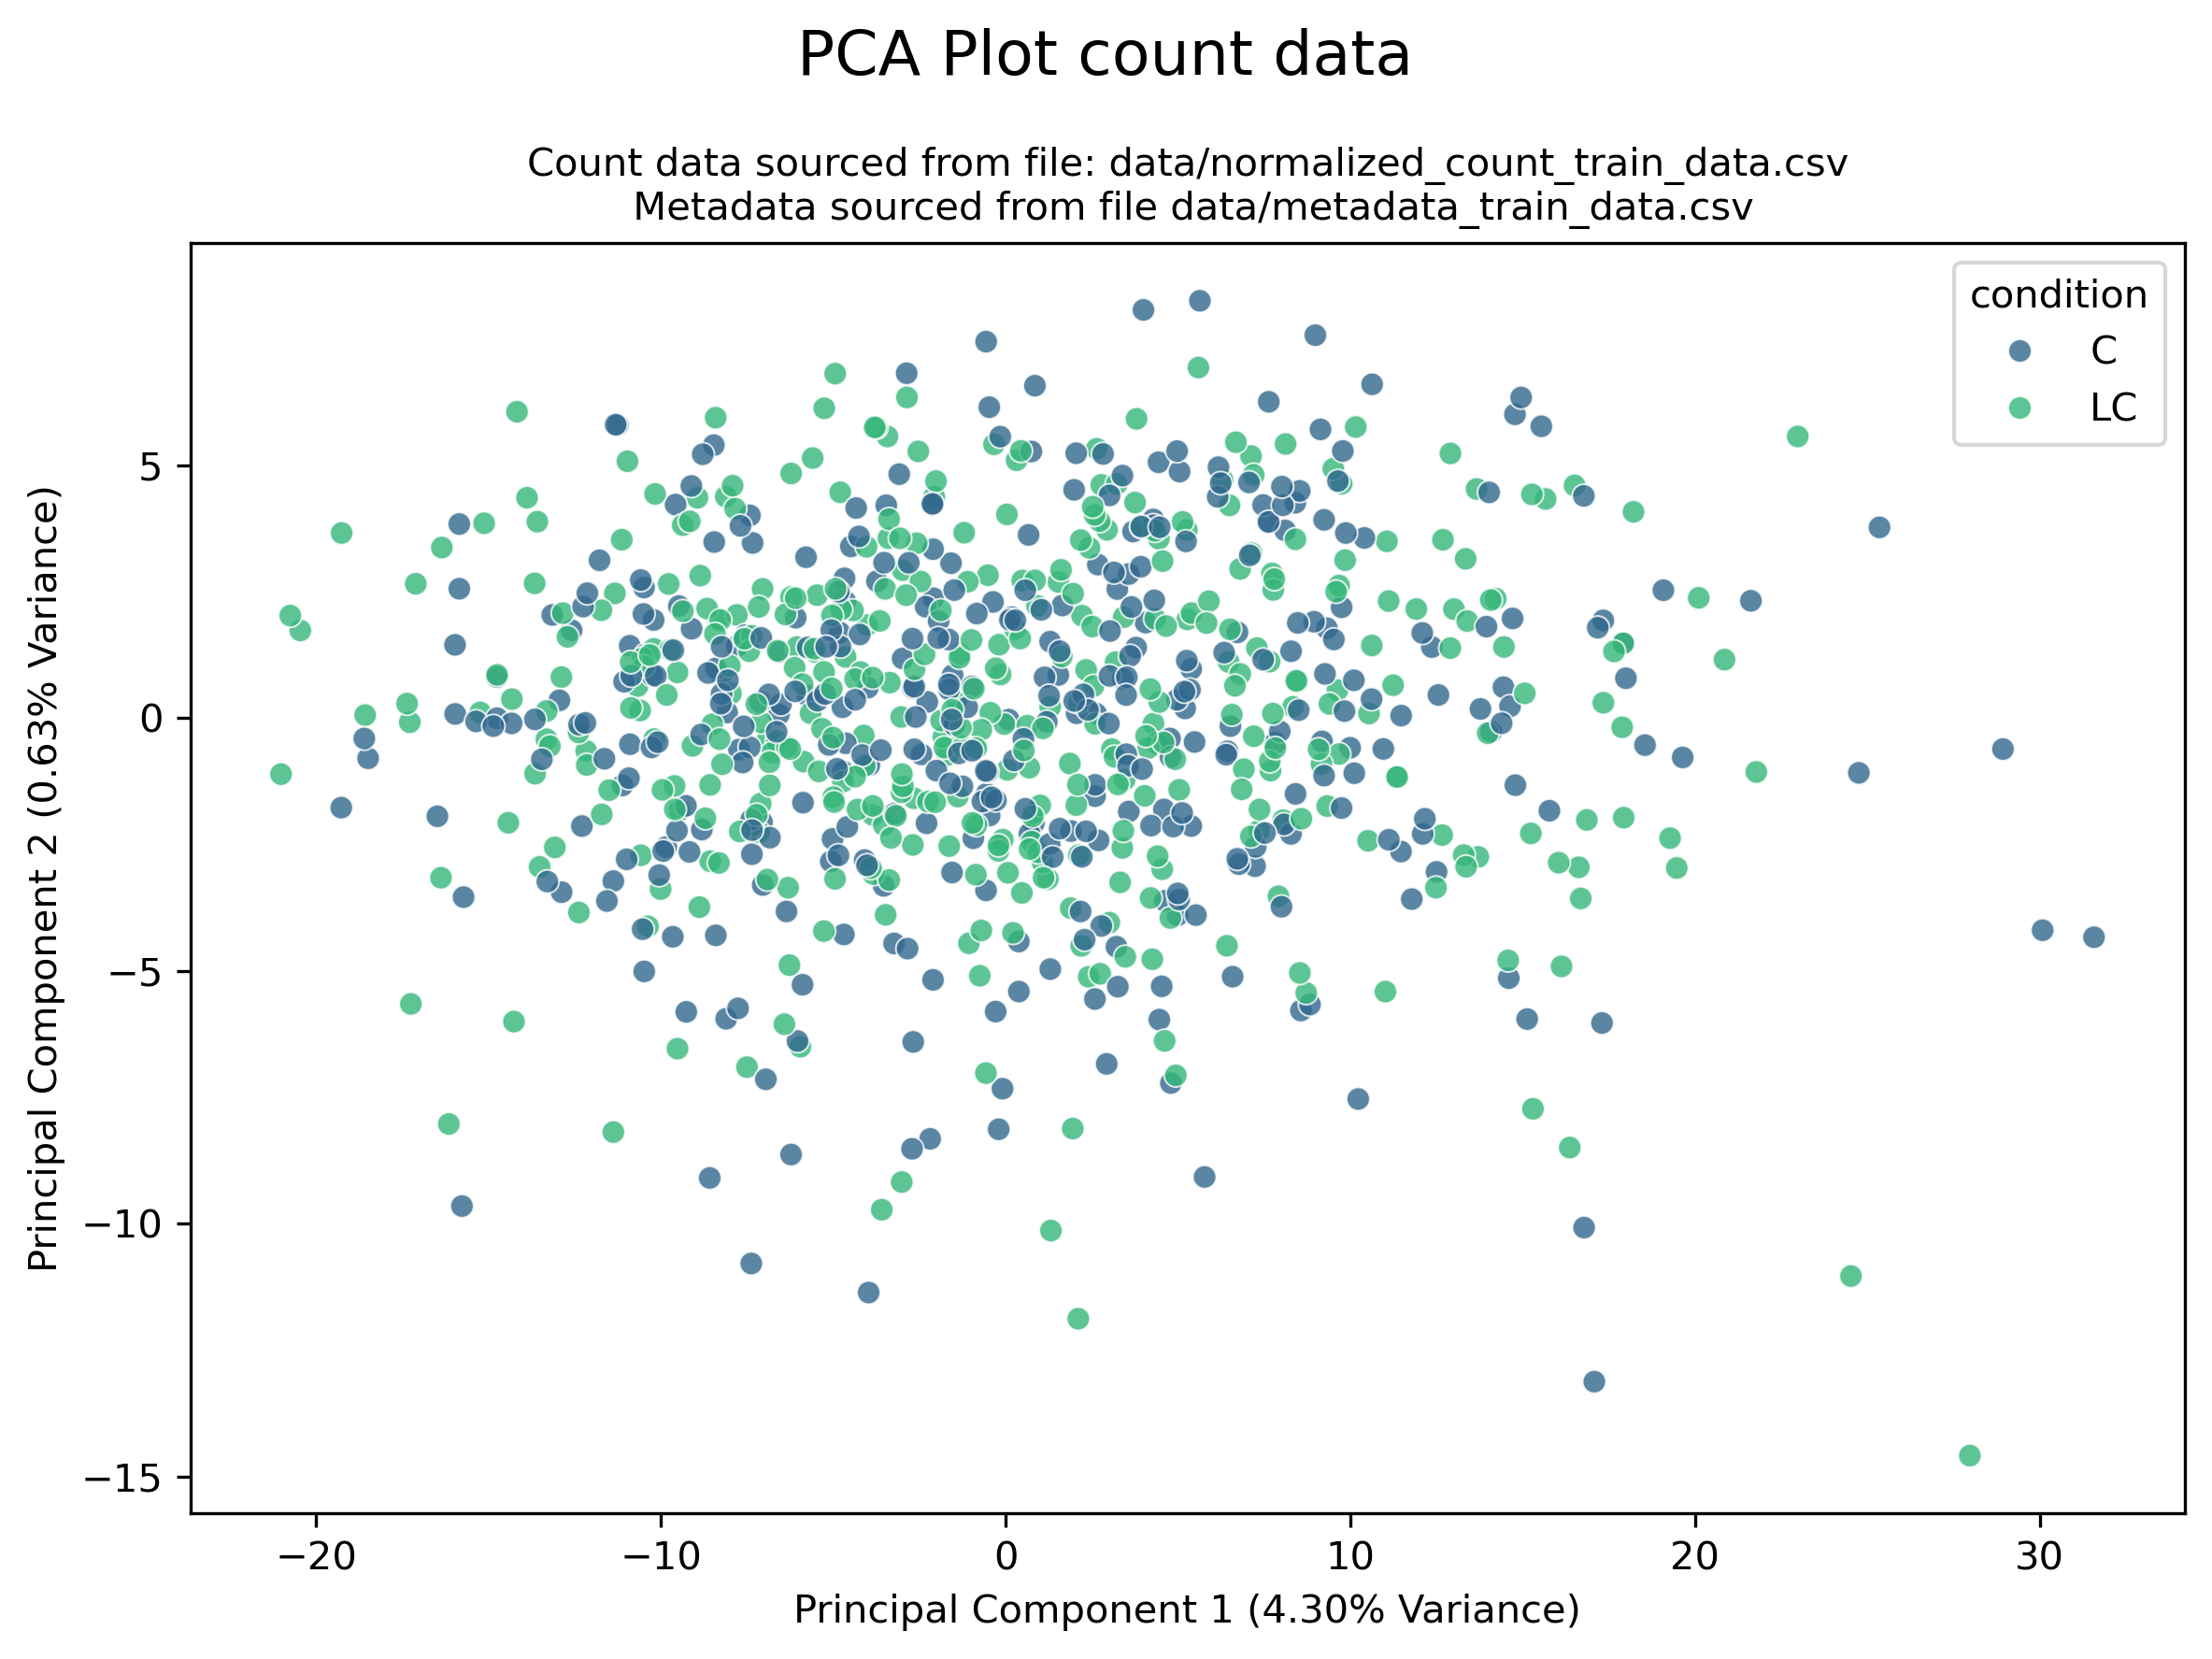 PCA Plot count data
Count data sourced from file: data/normalized_count_train_data.csv
Metadata sourced from file data/metadata_train_data.csv
condition
C
LC
Principal Component 2 (0.63% Variance)
5
0
−5
−10
−15
−20
−10
0
10
20
30
Principal Component 1 (4.30% Variance)